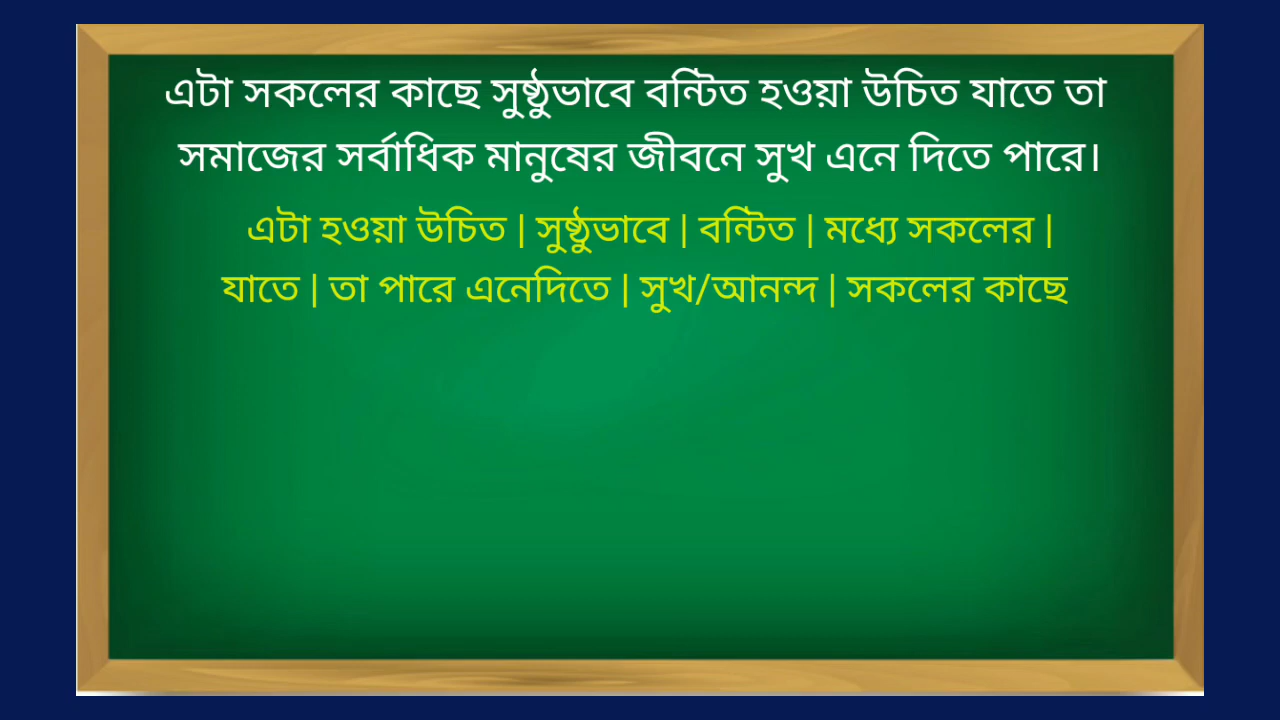 এটা সকলের কাছে সুষ্ঠুভাবে বন্টিত হওয়া উচিত যাতে তা
সমাজের সর্বাধিক মানুষের জীবনে সুখ এনে দিতে পারে।
এটা হওয়া উচিত | সুষ্ঠুভাবে | বন্টিত | মধ্যে সকলের |
যাতে | তা পারে এনেদিতে | সুখ/আনন্দ | সকলের কাছে